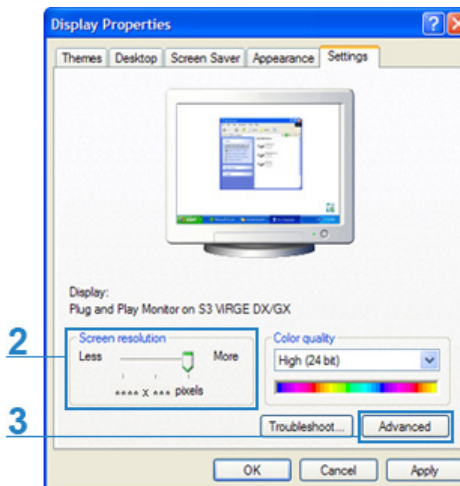 Display Properties
Themes Desktop Screen Saver Appearance Settings
Display:
Plug and Play Monitor on S3 VIRGE DX/GX
2
Screen resolution
Less More
**** x *** pixels
Color quality
High (24 bit)
3
Troubleshoot... Advanced
OK Cancel Apply